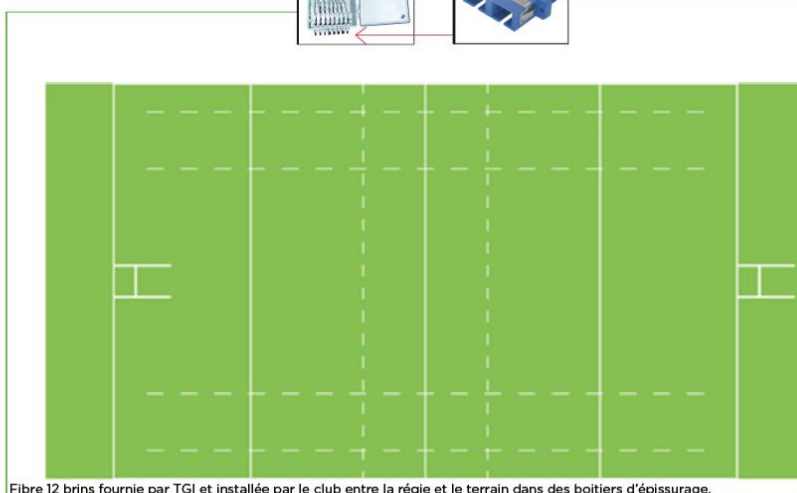 Fibre 12 brins fournie par TGI et installée par le club entre la régie et le terrain dans des boitiers d'épissurage.